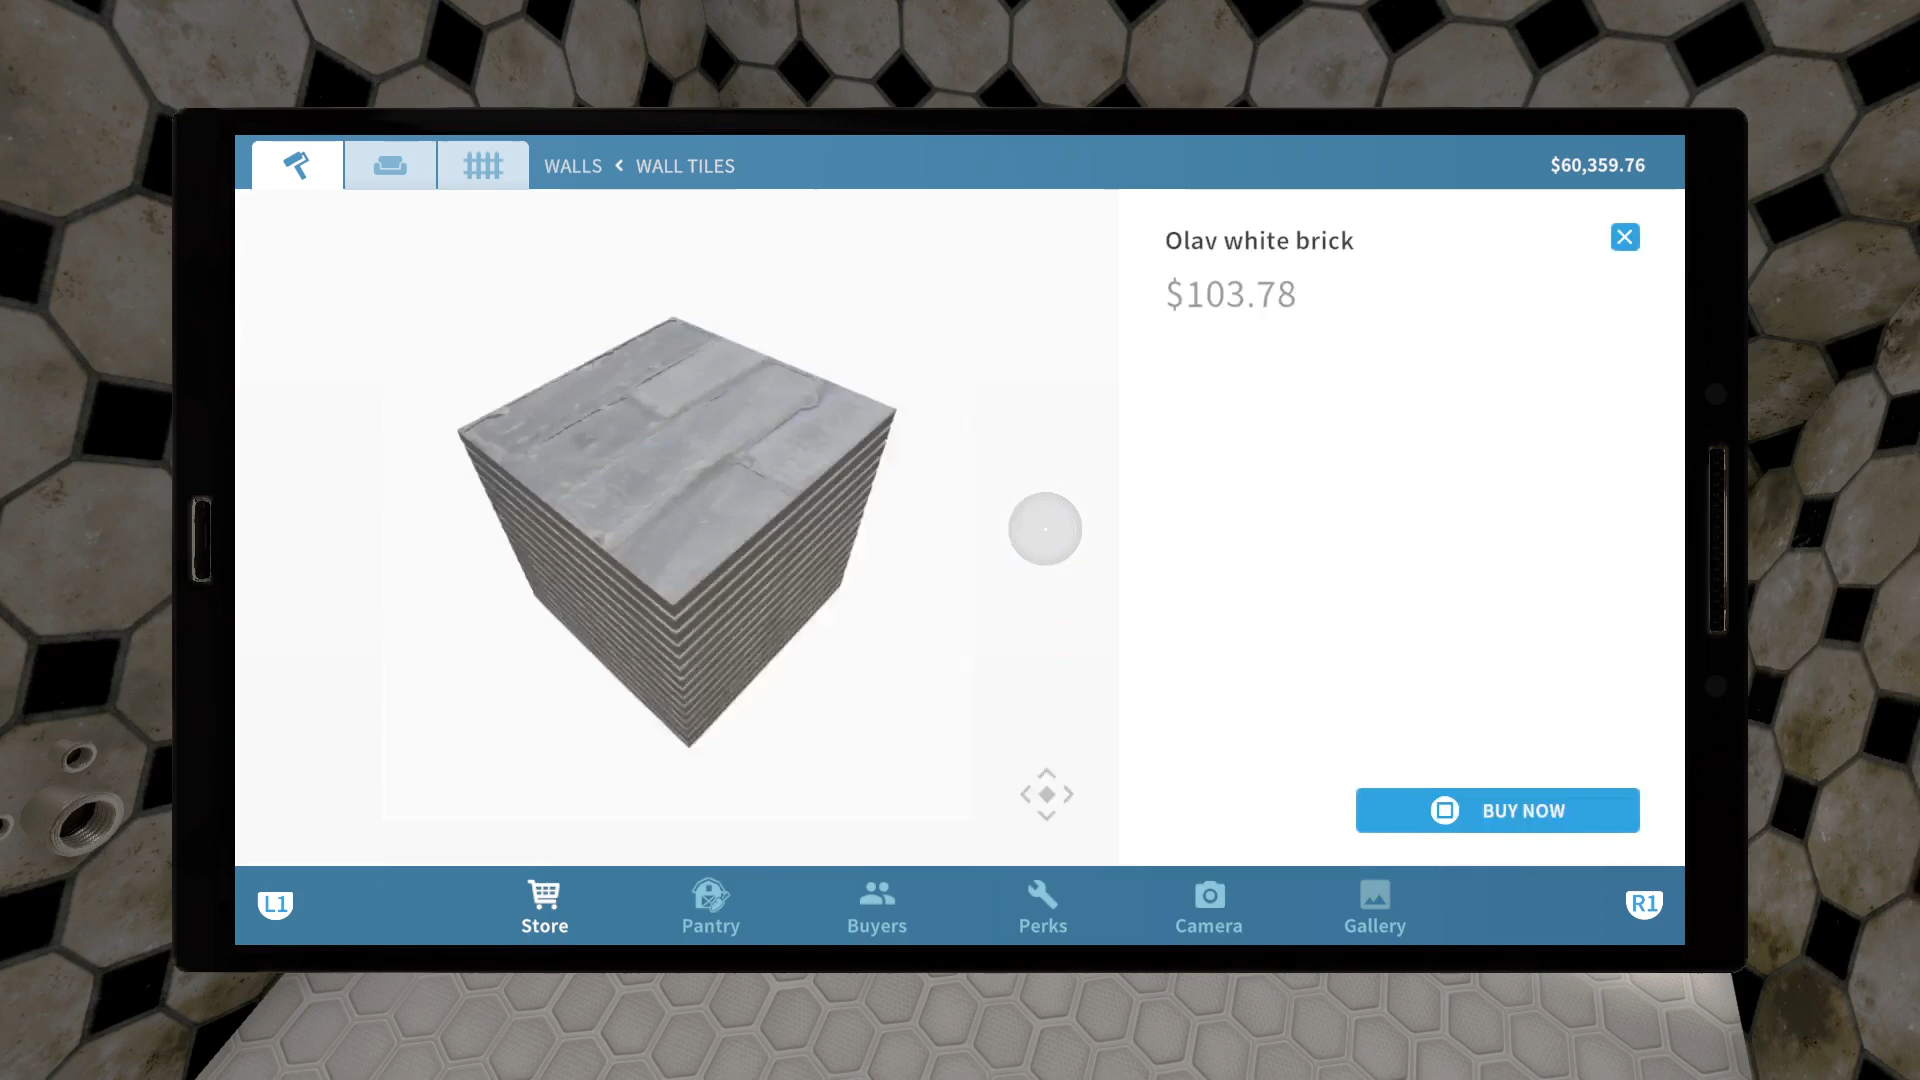 WALLS < WALL TILES
$60,359.76
Olav white brick
$103.78
BUY NOW
L1
Store
Pantry
Buyers
Perks
Camera
Gallery
R1